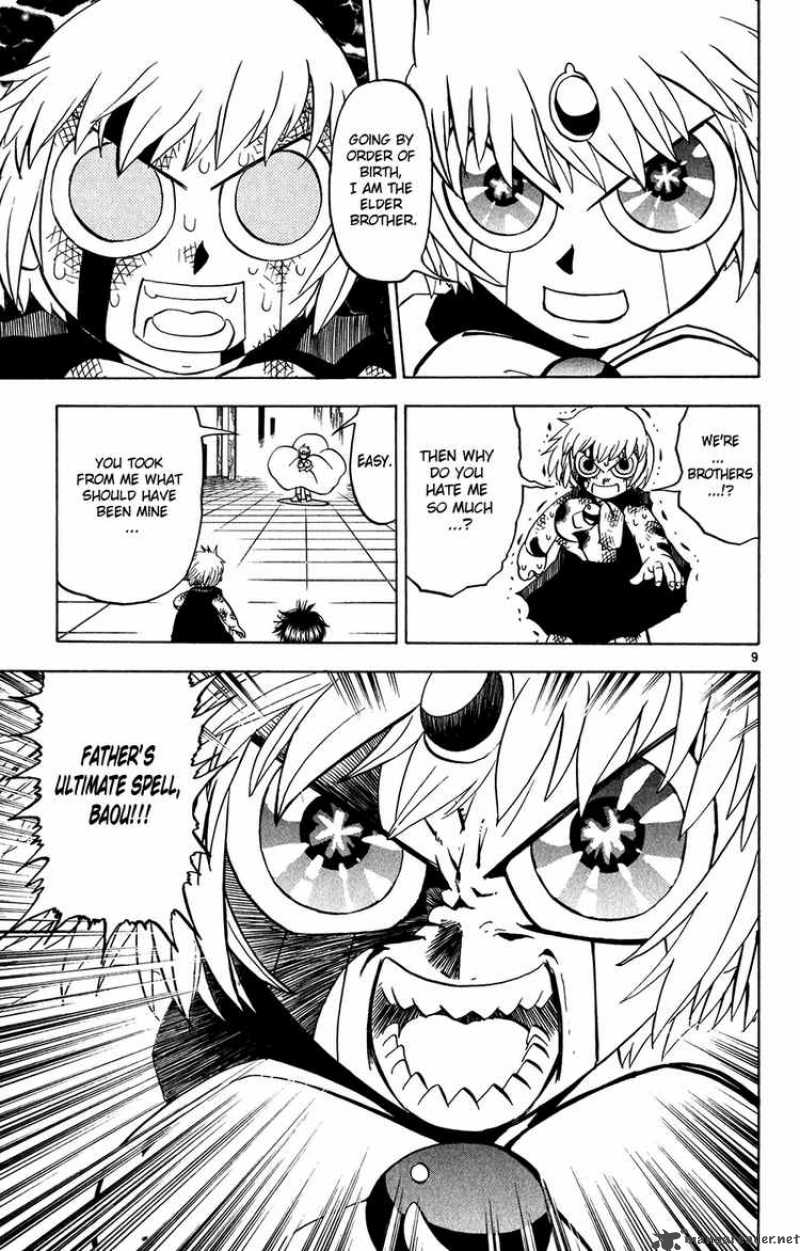 GOING BY
ORDER OF
BIRTH,
I AM THE
ELDER
BROTHER.
WE'RE
...
BROTHERS
...!?
THEN WHY
DO YOU
HATE ME
SO MUCH
...?
EASY.
YOU TOOK
FROM ME WHAT
SHOULD HAVE
BEEN MINE
...
9
FATHER'S
ULTIMATE SPELL,
BAOU!!!